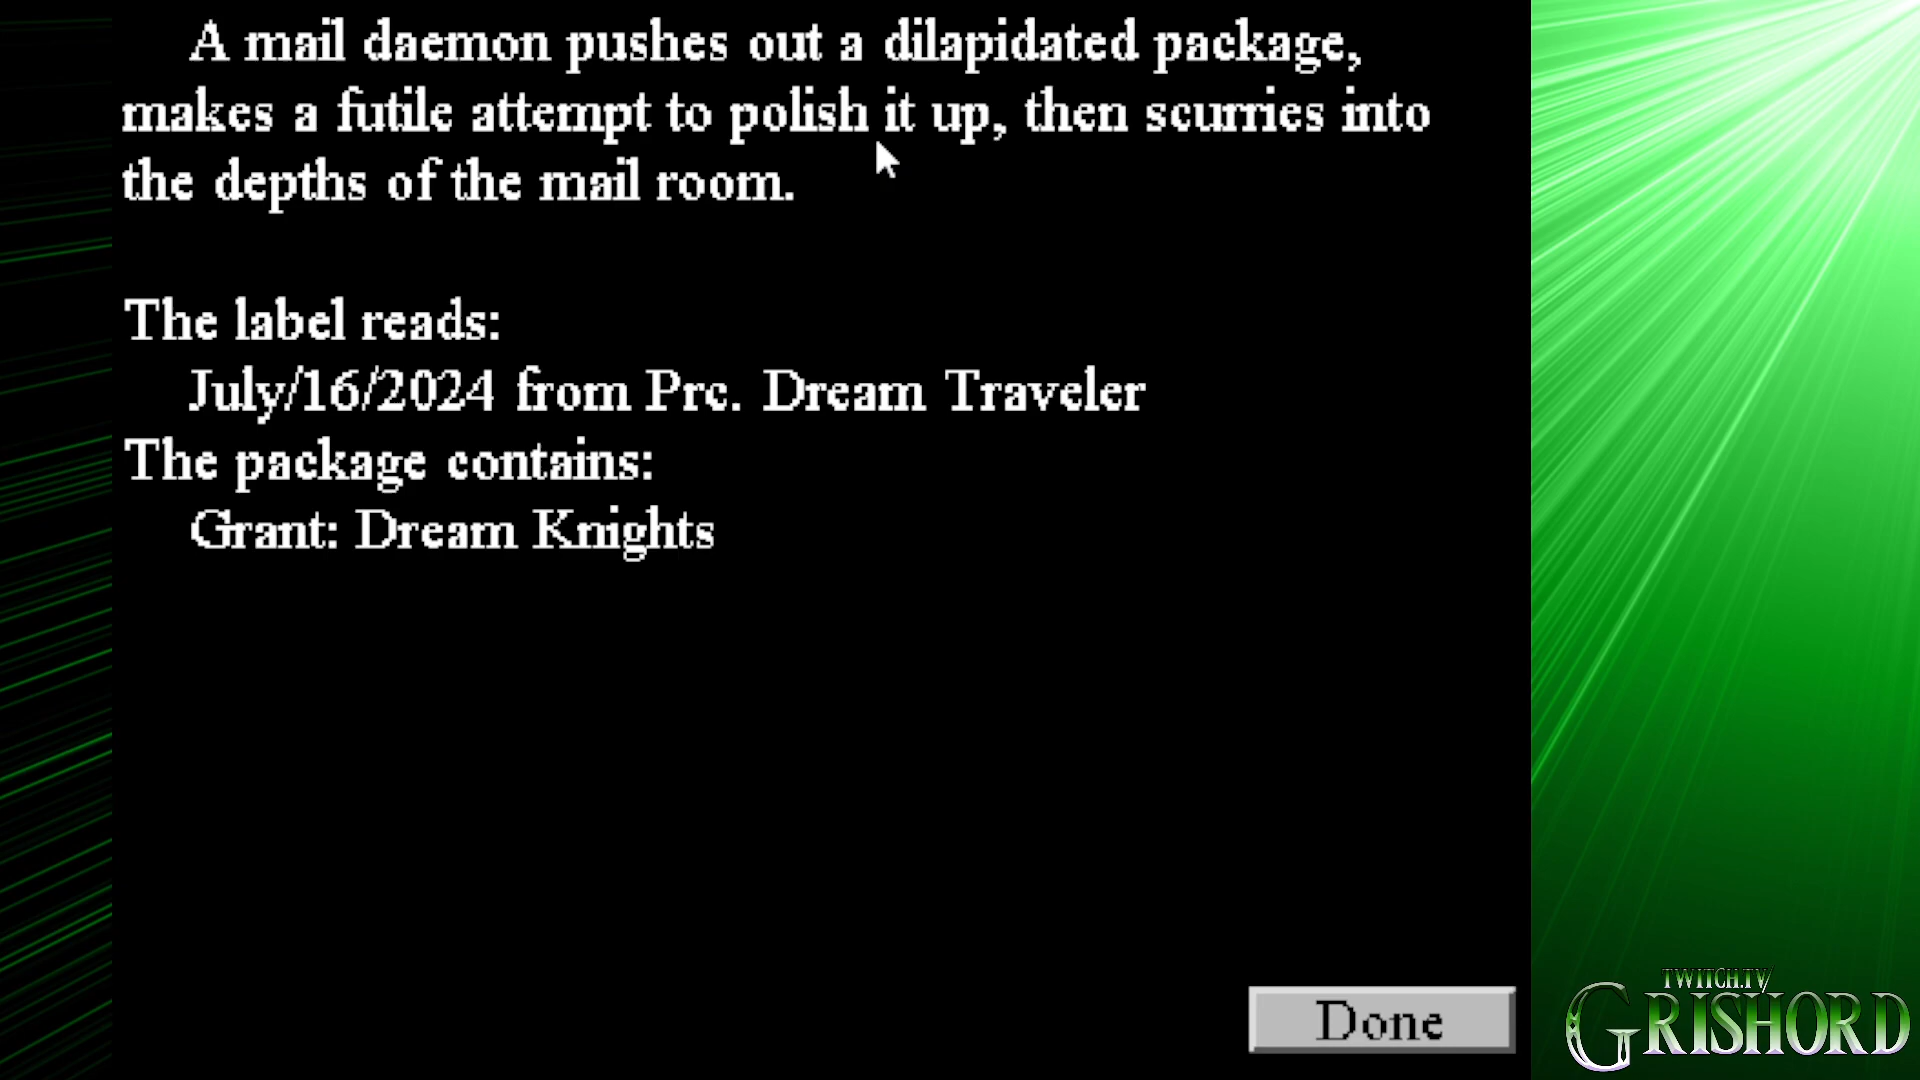 A mail daemon pushes out a dilapidated package,
makes a futile attempt to polish it up, then scurries into
the depths of the mail room.
The label reads:
July/16/2024 from Prc. Dream Traveler
The package contains:
Grant: Dream Knights
Done
TWITCH.TV/
GRISHORD